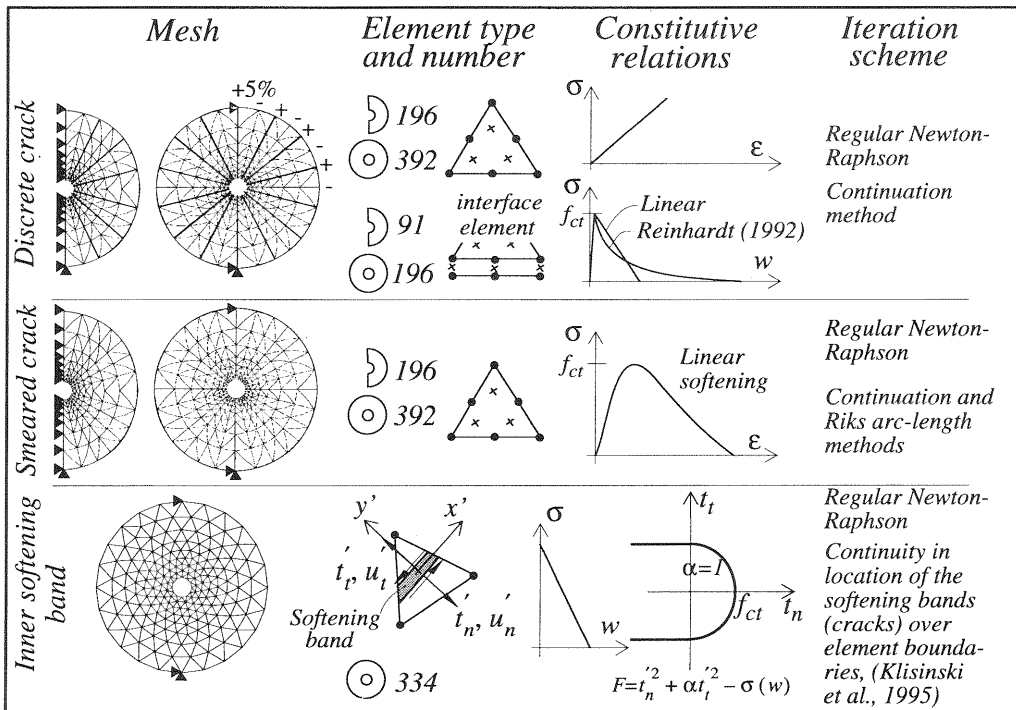 Mesh
Element type
and number
Constitutive
relations
Iteration
scheme
Discrete crack
+5%
-
+
-
+
-
+
-
196
392
91
196
interface
element
σ
ε
σ
f_ct
Linear
Reinhardt (1992)
w
Regular Newton-
Raphson
Continuation
method
Smeared crack
196
392
σ
f_ct
Linear
softening
ε
Regular Newton-
Raphson
Continuation and
Riks arc-length
methods
Inner softening
band
y'
x'
t_t', u_t'
t_n', u_n'
Softening
band
334
σ
w
t_t
α=1
f_ct
t_n
F=t_n'^2 + αt_t'^2 − σ (w)
Regular Newton-
Raphson
Continuity in
location of the
softening bands
(cracks) over
element bounda-
ries, (Klisinski
et al., 1995)